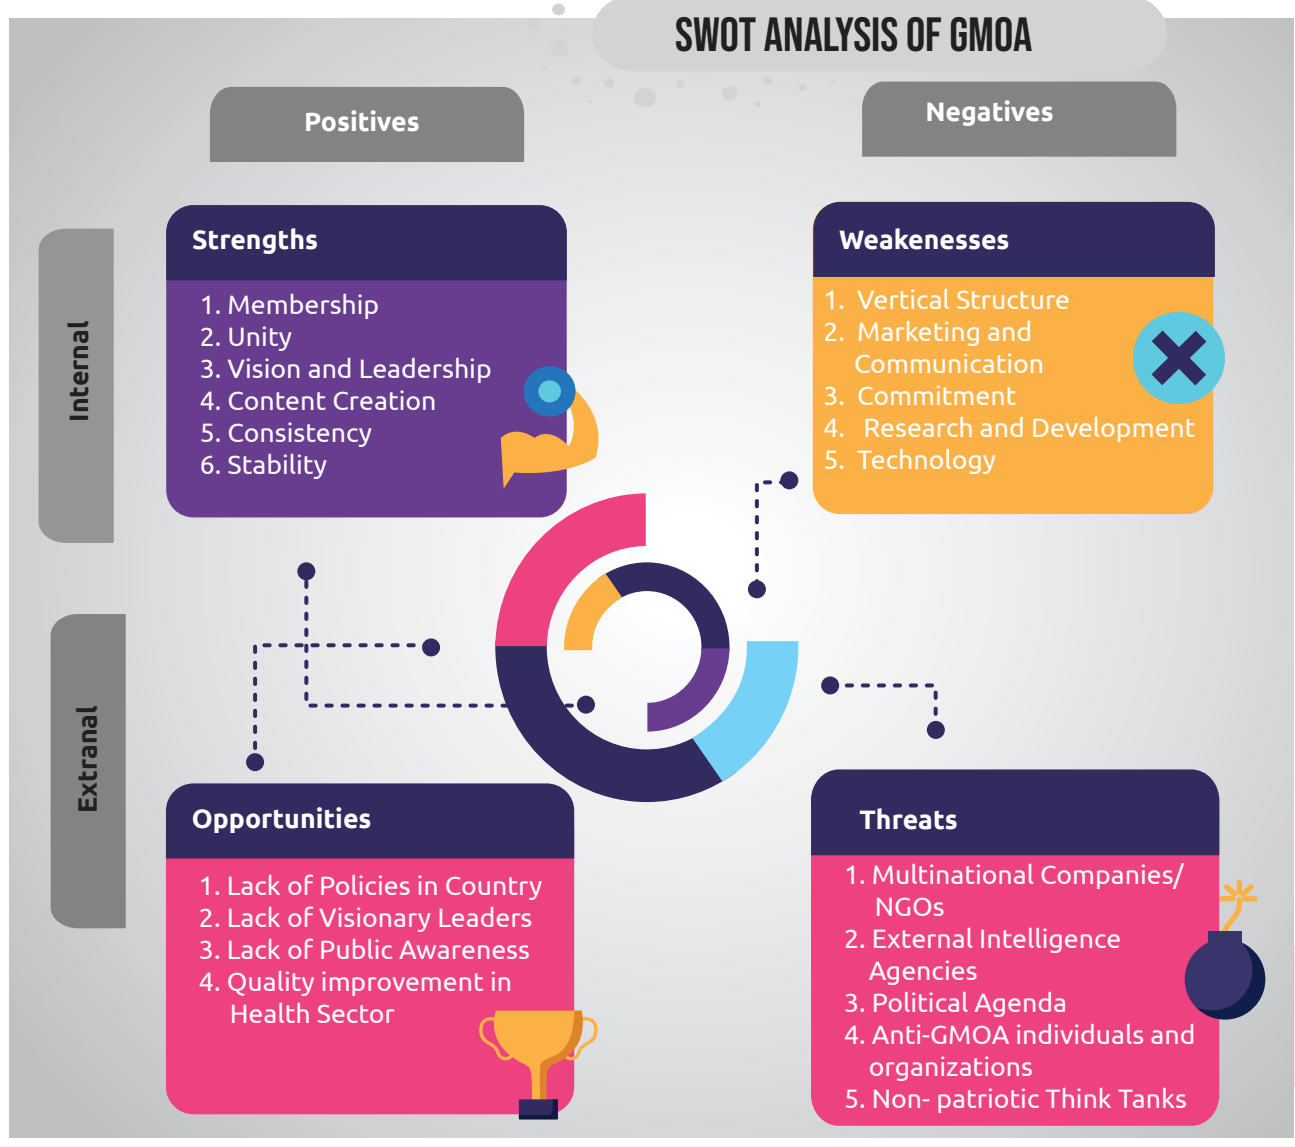 SWOT ANALYSIS OF GMOA
Positives
Negatives
Internal
Strengths
1. Membership
2. Unity
3. Vision and Leadership
4. Content Creation
5. Consistency
6. Stability
Weakenesses
1. Vertical Structure
2. Marketing and
Communication
3. Commitment
4. Research and Development
5. Technology
Extranal
Opportunities
1. Lack of Policies in Country
2. Lack of Visionary Leaders
3. Lack of Public Awareness
4. Quality improvement in
Health Sector
Threats
1. Multinational Companies/
NGOs
2. External Intelligence
Agencies
3. Political Agenda
4. Anti-GMOA individuals and
organizations
5. Non- patriotic Think Tanks